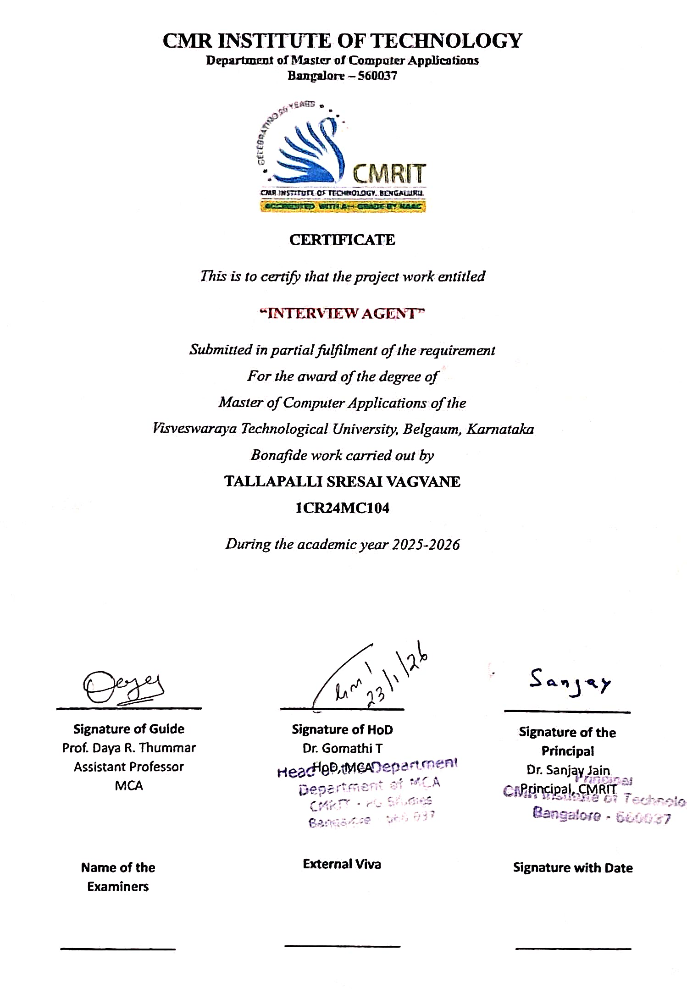 CMR INSTITUTE OF TECHNOLOGY
Department of Master of Computer Applications
Bangalore – 560037
CELEBRATING 25 YEARS
CMRIT
CMR INSTITUTE OF TECHNOLOGY, BENGALURU.
ACCREDITED WITH A++ GRADE BY NAAC
CERTIFICATE
This is to certify that the project work entitled
“INTERVIEW AGENT”
Submitted in partial fulfilment of the requirement
For the award of the degree of
Master of Computer Applications of the
Visveswaraya Technological University, Belgaum, Karnataka
Bonafide work carried out by
TALLAPALLI SRESAI VAGVANE
1CR24MC104
During the academic year 2025-2026
23/1/26
Sanjay
Signature of Guide
Prof. Daya R. Thummar
Assistant Professor
MCA
Signature of HoD
Dr. Gomathi T
HoD, MCA
Head Department
Department of MCA
CMRIT - PG Studies
Signature of the
Principal
Dr. Sanjay Jain
Principal, CMRIT
Principal
CMR Institute of Technolo
Bangalore - 560037
Name of the
Examiners
External Viva
Signature with Date